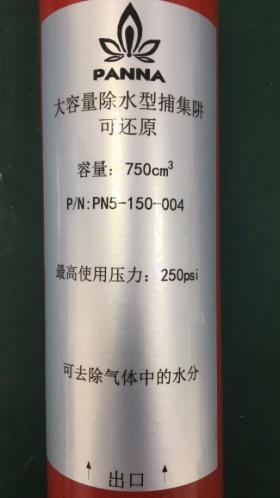 PANNA
大容量除水型捕集阱
可还原
容量：750cm³
P/N:PN5-150-004
最高使用压力：250psi
可去除气体中的水分
↑ 出口 ↑